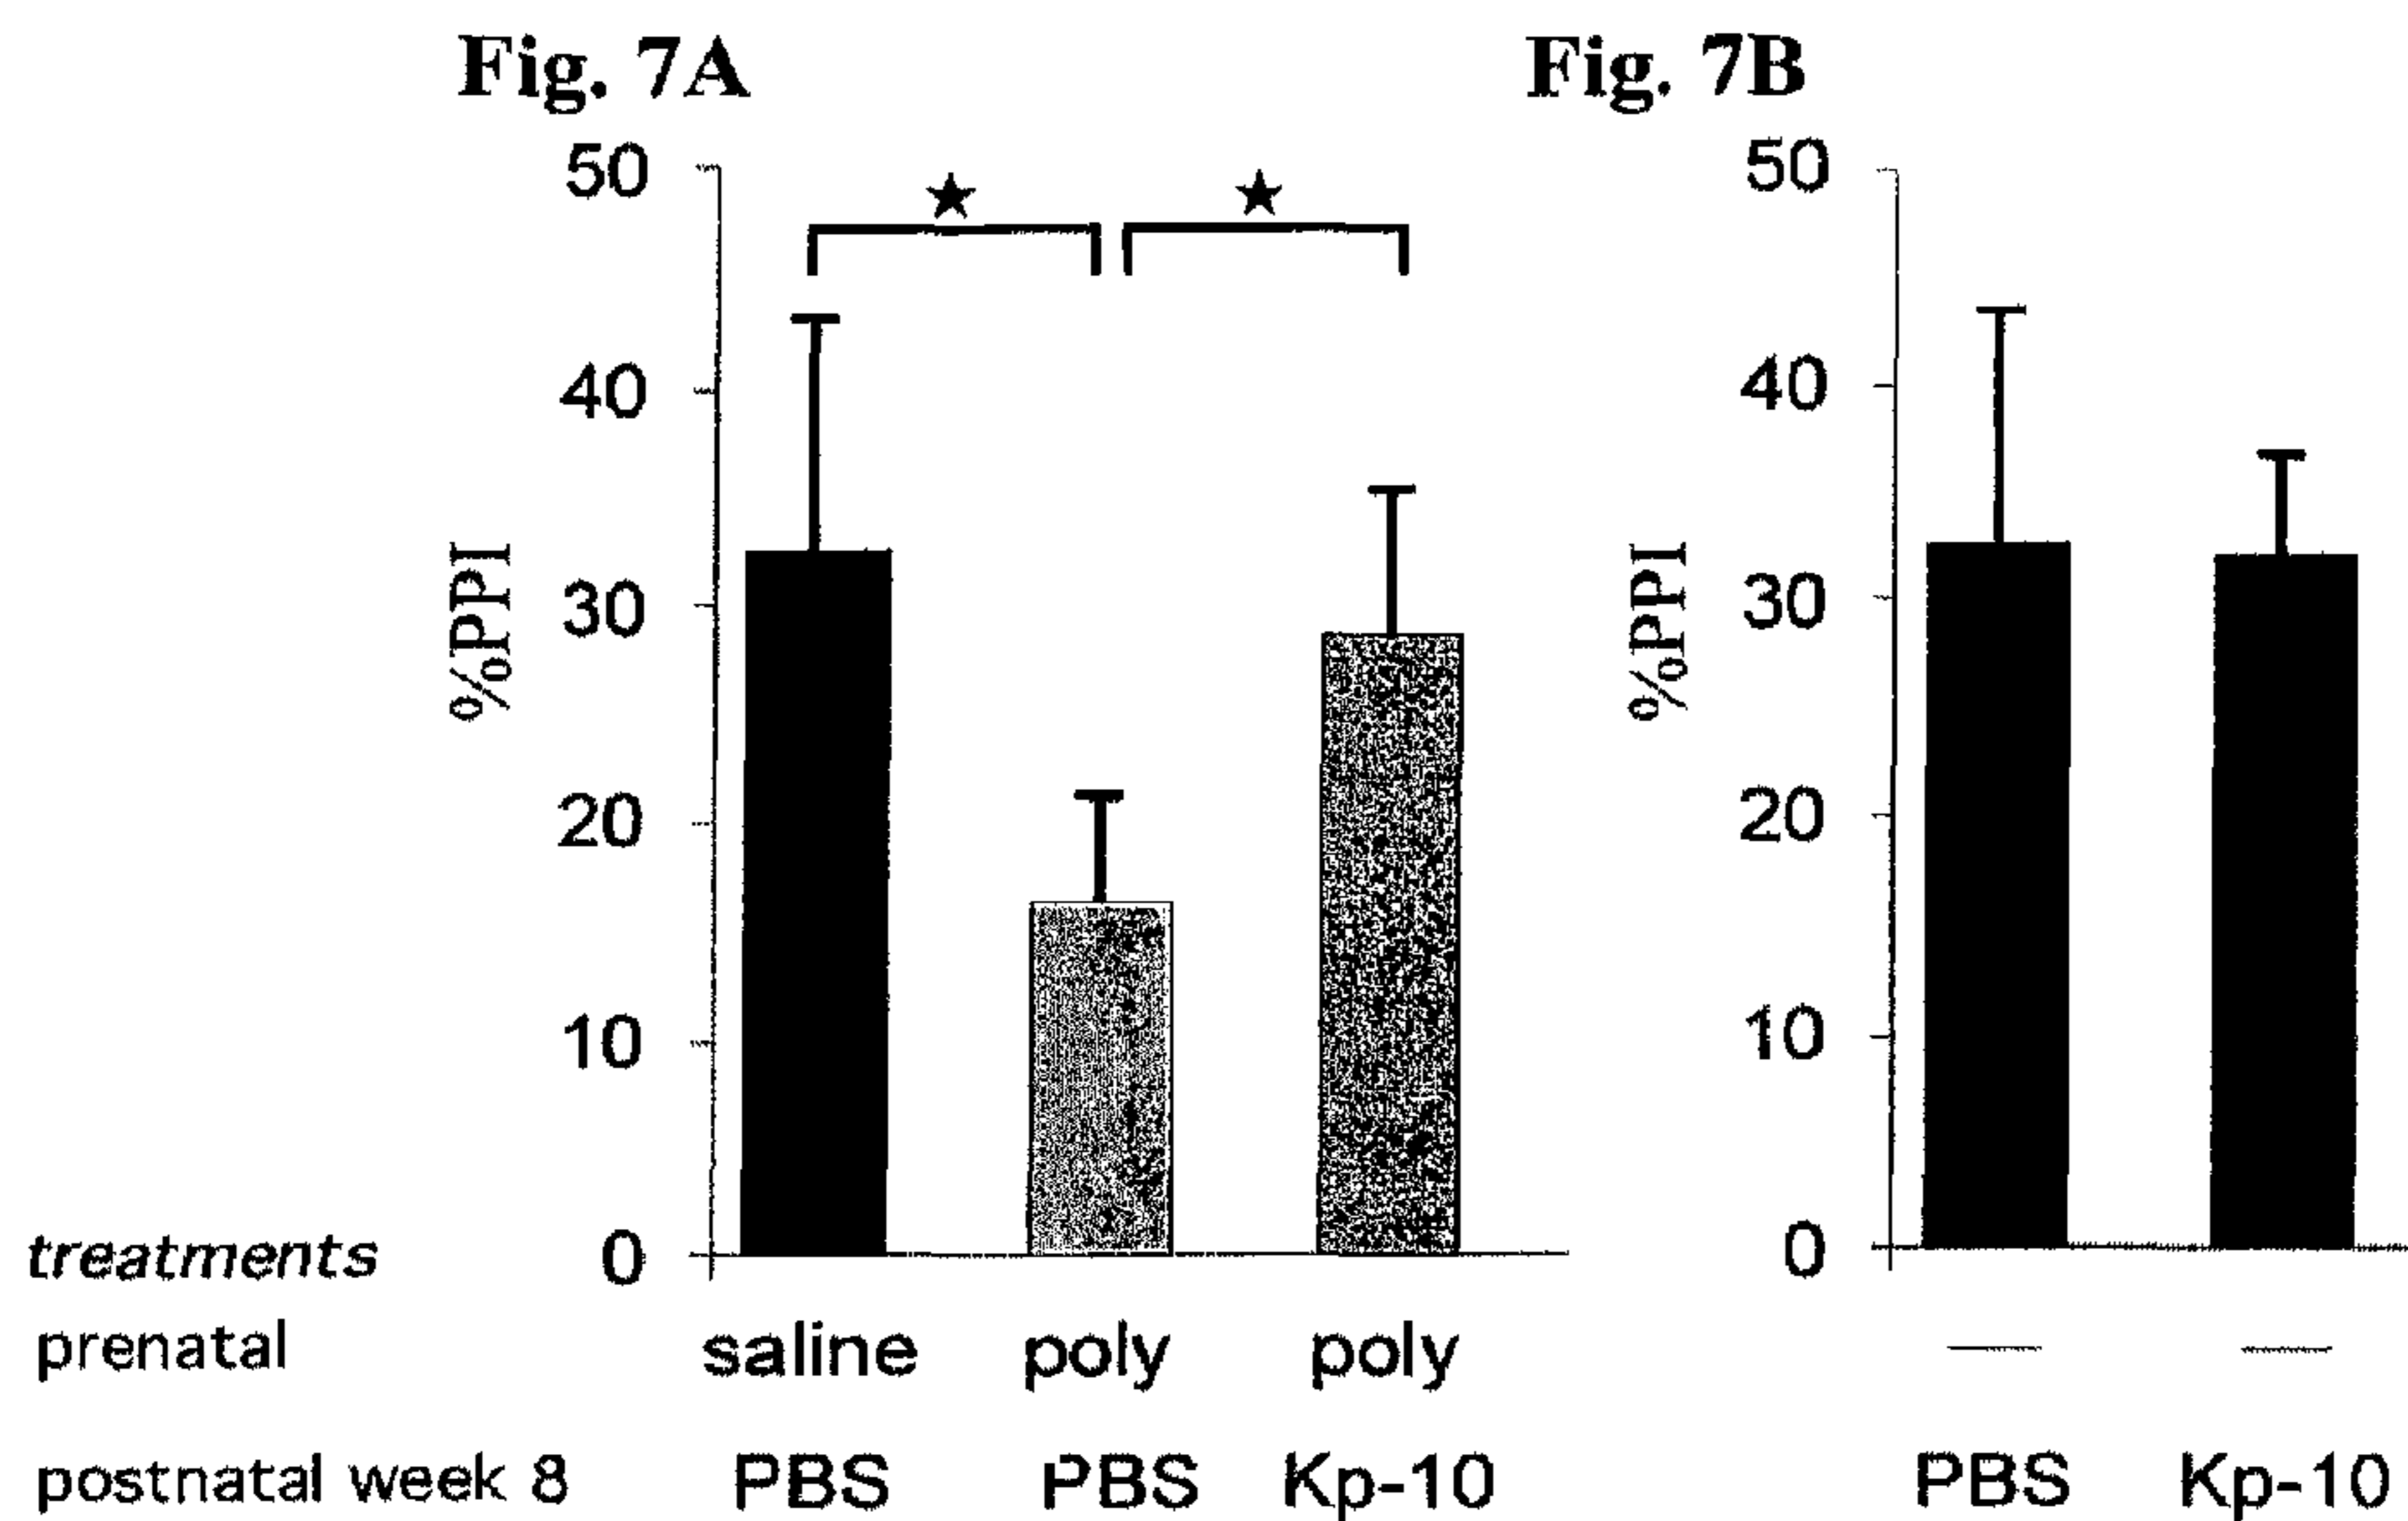 Fig. 7A
Fig. 7B
50
40
30
20
10
0
%PPI
★ ★
50
40
30
20
10
0
%PPI
treatments
prenatal saline poly poly — —
postnatal week 8 PBS PBS Kp-10 PBS Kp-10